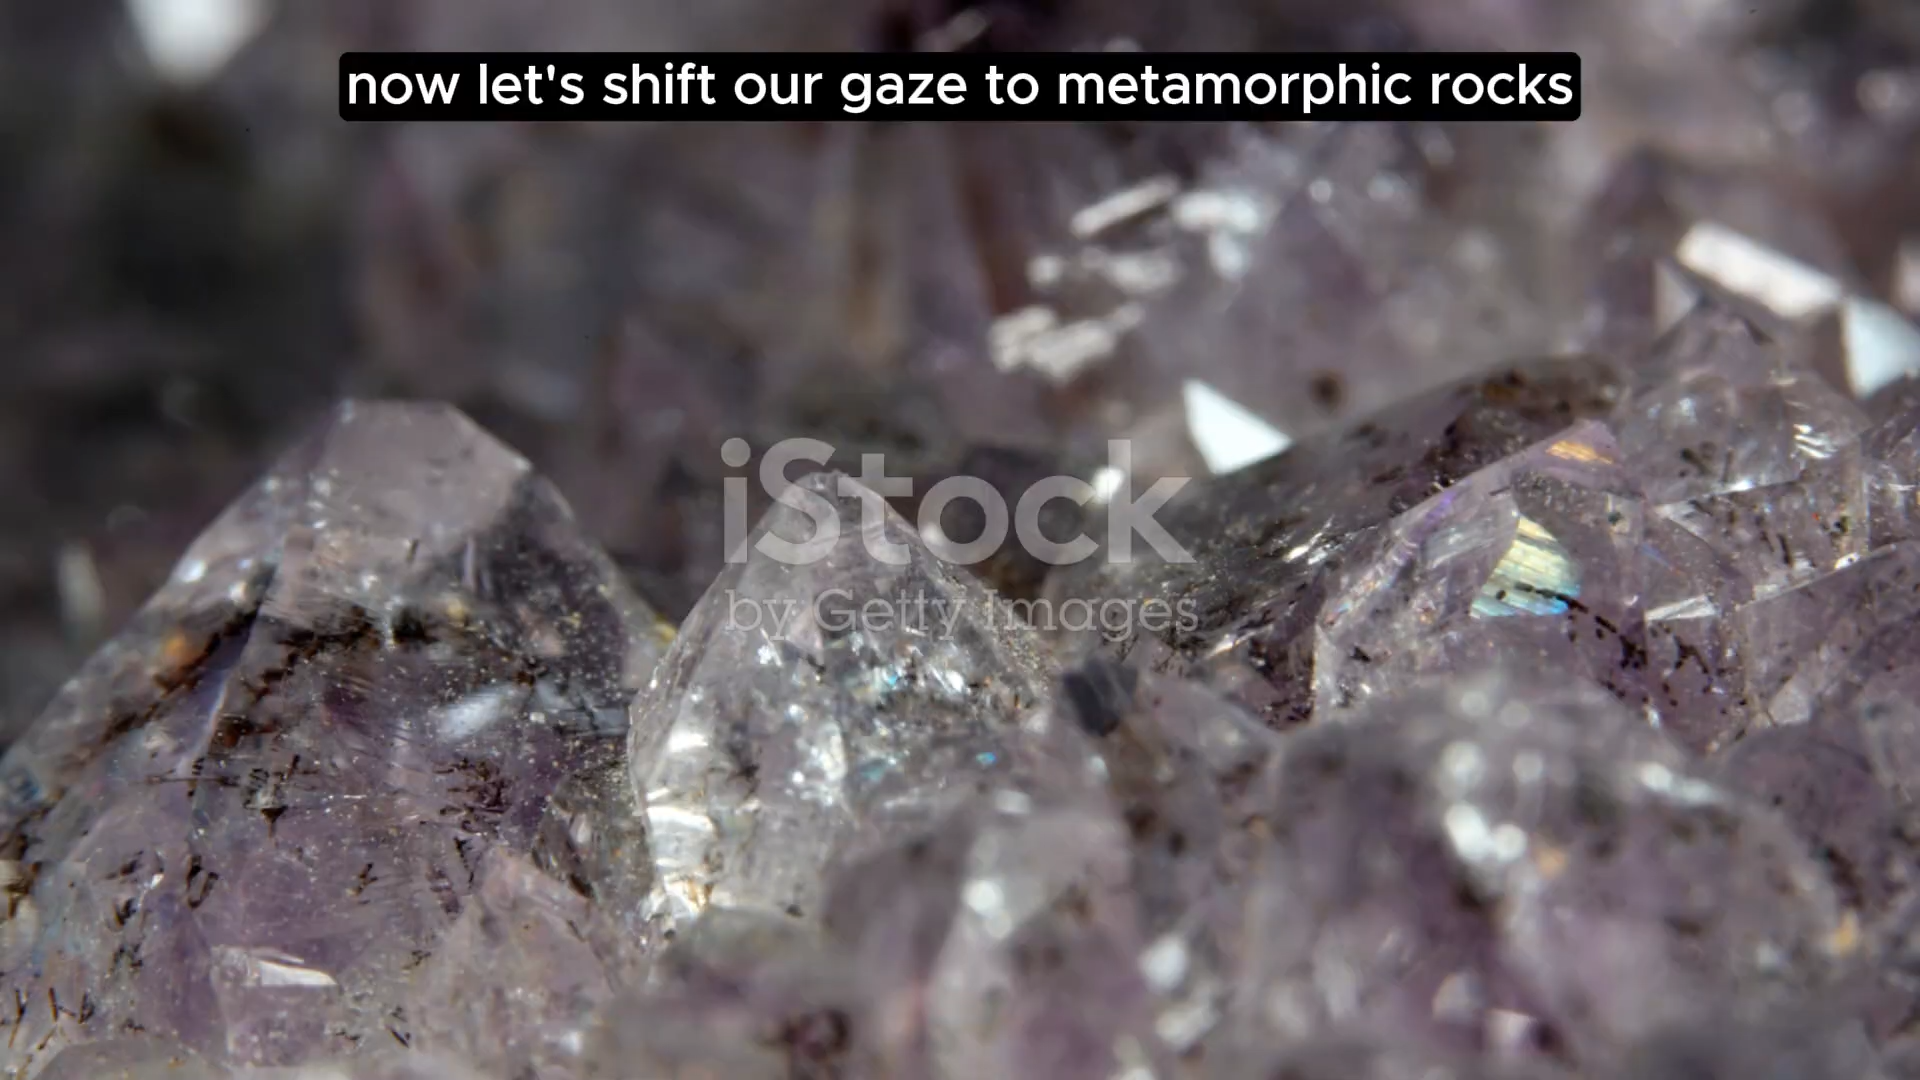 now let's shift our gaze to metamorphic rocks
iStock
by Getty Images